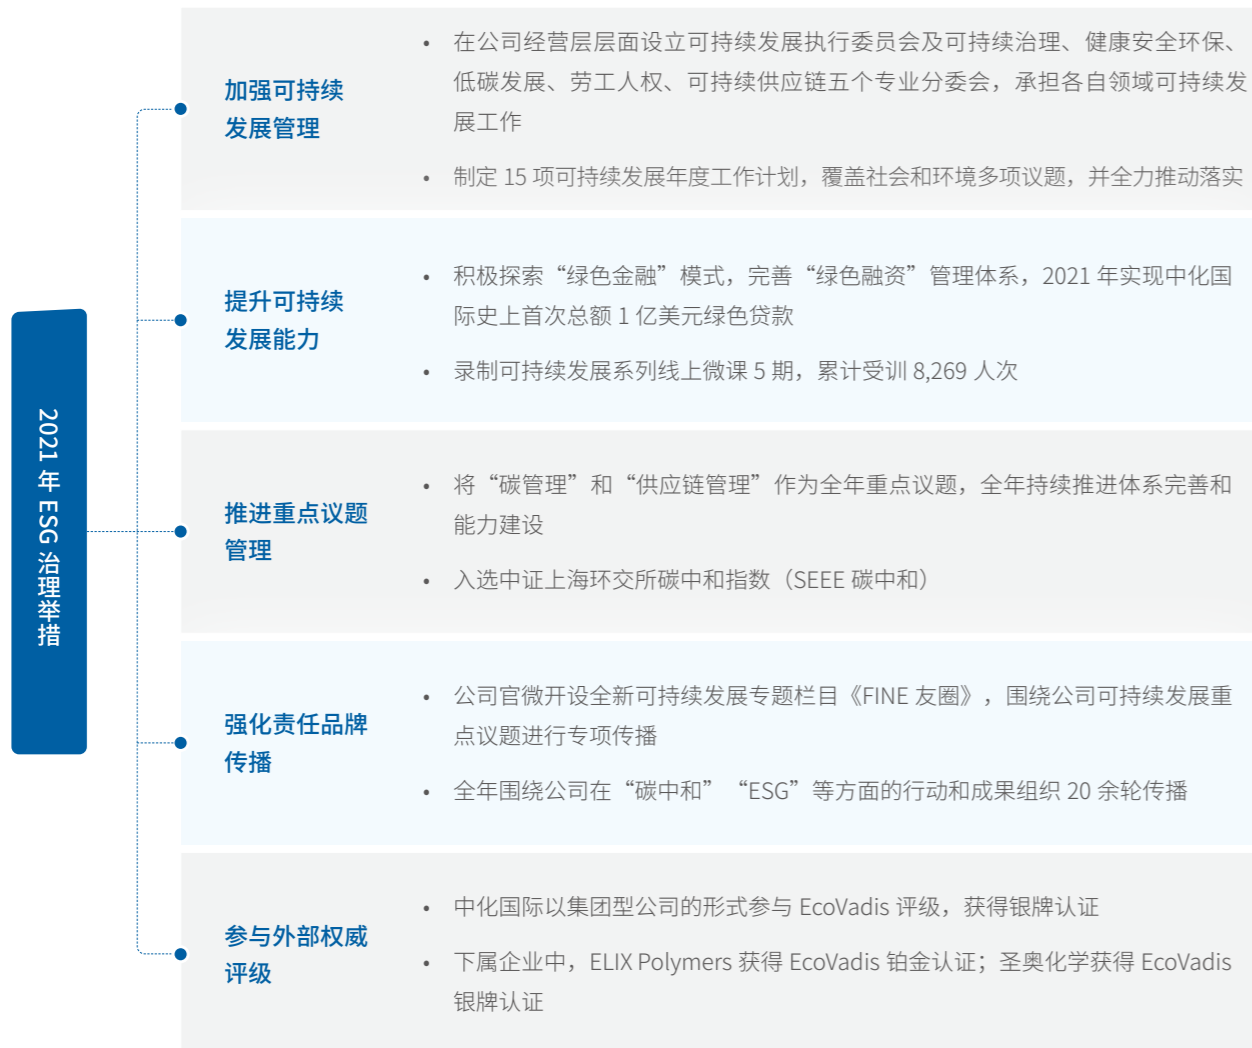 2021 年 ESG 治理举措
加强可持续
发展管理
• 在公司经营层层面设立可持续发展执行委员会及可持续治理、健康安全环保、
低碳发展、劳工人权、可持续供应链五个专业分委会，承担各自领域可持续发
展工作
• 制定 15 项可持续发展年度工作计划，覆盖社会和环境多项议题，并全力推动落实
提升可持续
发展能力
• 积极探索“绿色金融”模式，完善“绿色融资”管理体系，2021 年实现中化国
际史上首次总额 1 亿美元绿色贷款
• 录制可持续发展系列线上微课 5 期，累计受训 8,269 人次
推进重点议题
管理
• 将“碳管理”和“供应链管理”作为全年重点议题，全年持续推进体系完善和
能力建设
• 入选中证上海环交所碳中和指数（SEEE 碳中和）
强化责任品牌
传播
• 公司官微开设全新可持续发展专题栏目《FINE 友圈》，围绕公司可持续发展重
点议题进行专项传播
• 全年围绕公司在“碳中和”“ESG”等方面的行动和成果组织 20 余轮传播
参与外部权威
评级
• 中化国际以集团型公司的形式参与 EcoVadis 评级，获得银牌认证
• 下属企业中，ELIX Polymers 获得 EcoVadis 铂金认证；圣奥化学获得 EcoVadis
银牌认证